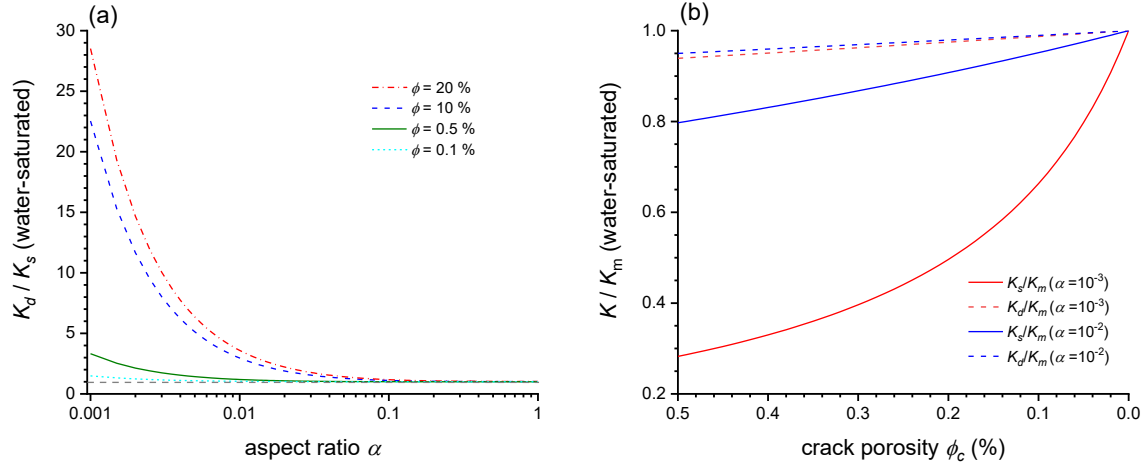 (a)
30
25
20
15
10
5
0
K_d / K_s (water-saturated)
ϕ = 20 %
ϕ = 10 %
ϕ = 0.5 %
ϕ = 0.1 %
0.001 0.01 0.1 1
aspect ratio α
(b)
1.0
0.8
0.6
0.4
0.2
K / K_m (water-saturated)
K_s/K_m (α=10⁻³)
K_d/K_m (α=10⁻³)
K_s/K_m (α=10⁻²)
K_d/K_m (α=10⁻²)
0.5 0.4 0.3 0.2 0.1 0.0
crack porosity ϕ_c (%)